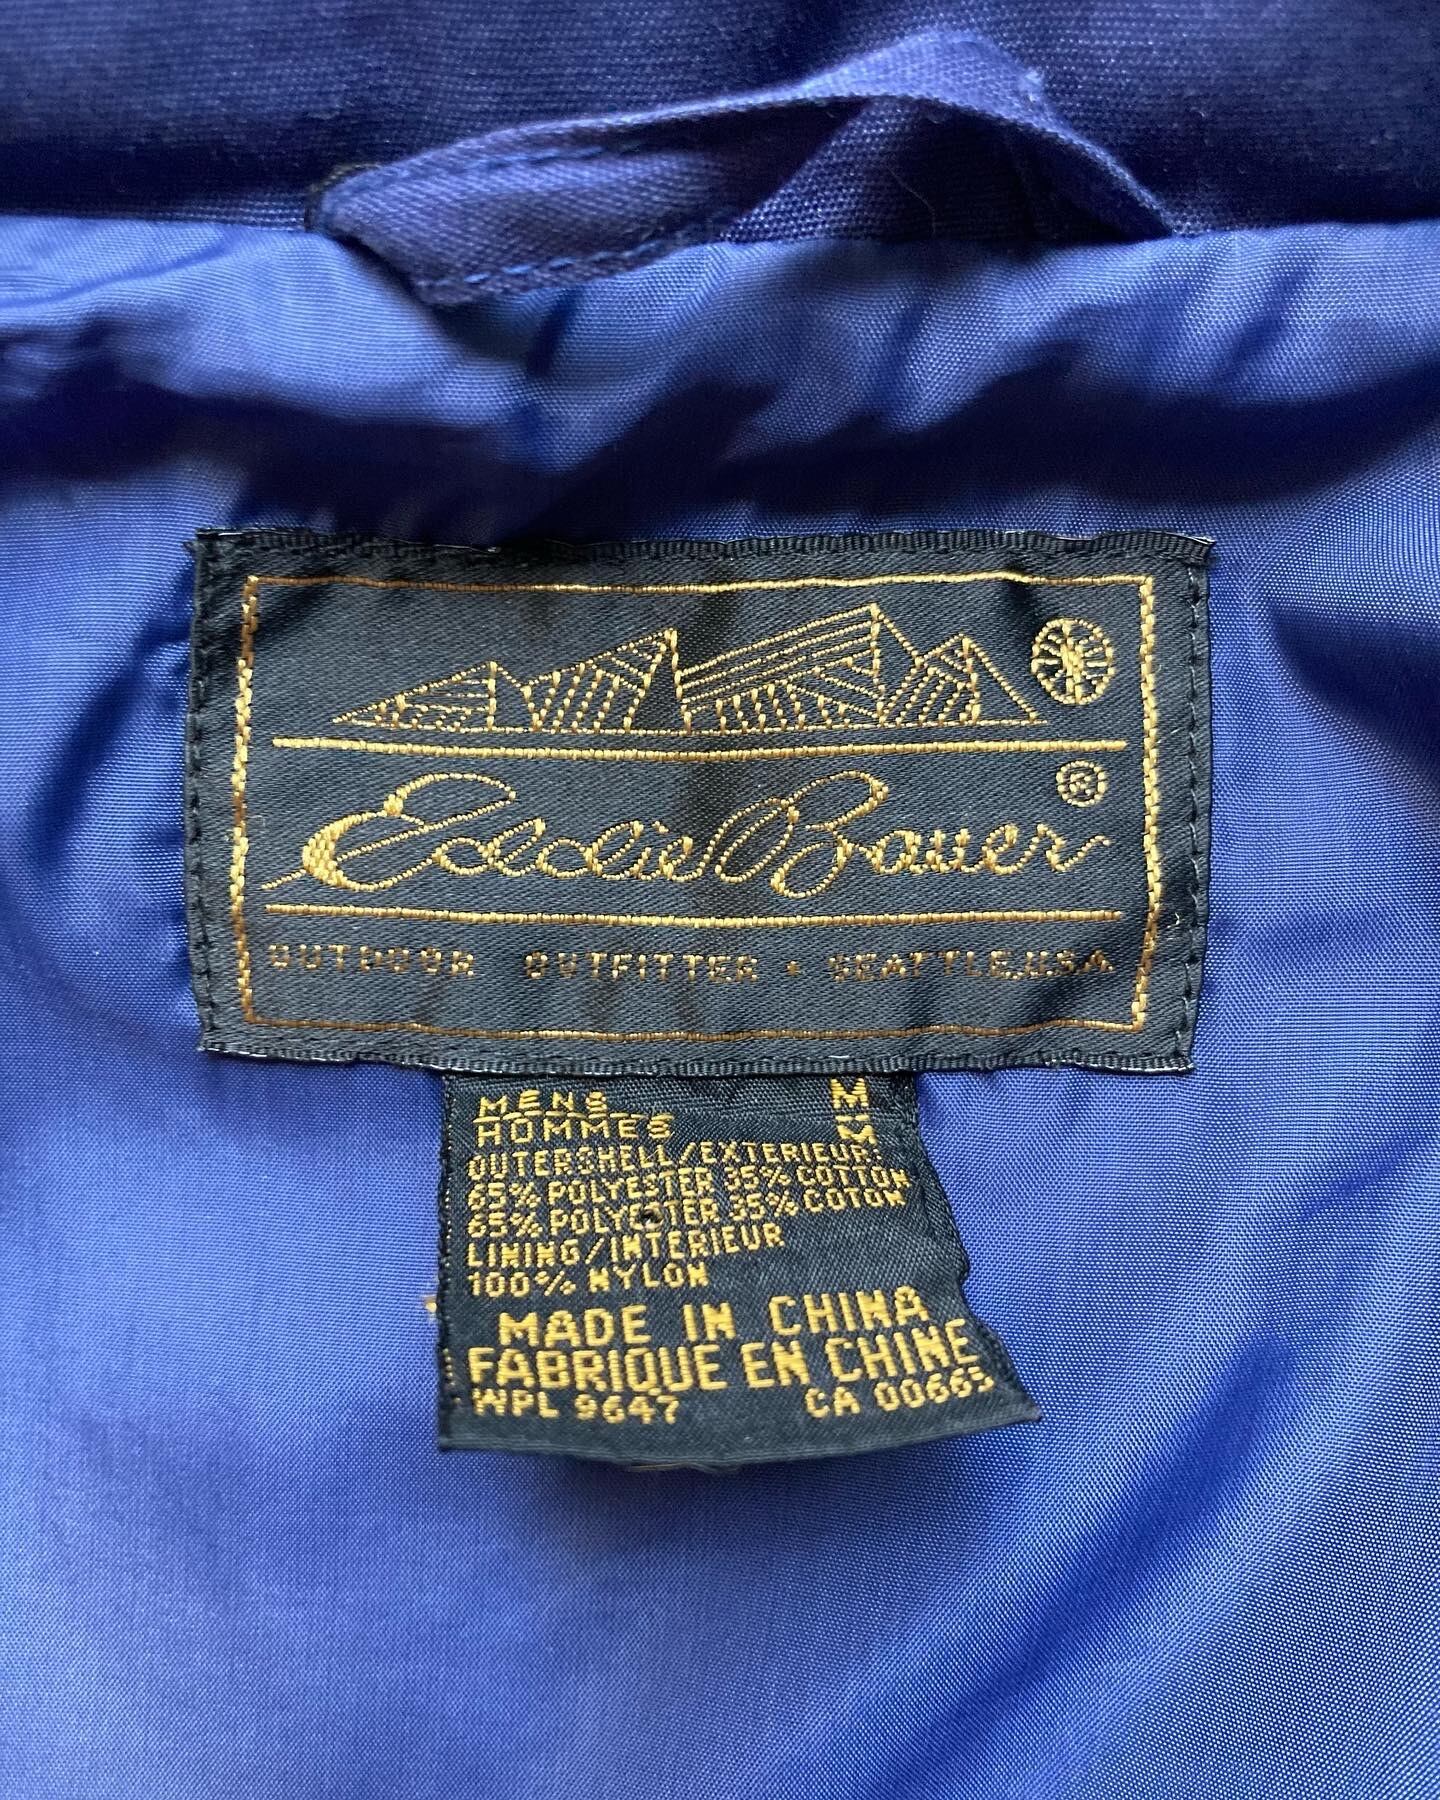 ®
Eddie Bauer
OUTDOOR OUTFITTER · SEATTLE, U.S.A
MENS M
HOMMES M
OUTERSHELL/EXTERIEUR:
65% POLYESTER 35% COTTON
65% POLYESTER 35% COTON
LINING/INTERIEUR
100% NYLON
MADE IN CHINA
FABRIQUE EN CHINE
WPL 9647 CA 00665